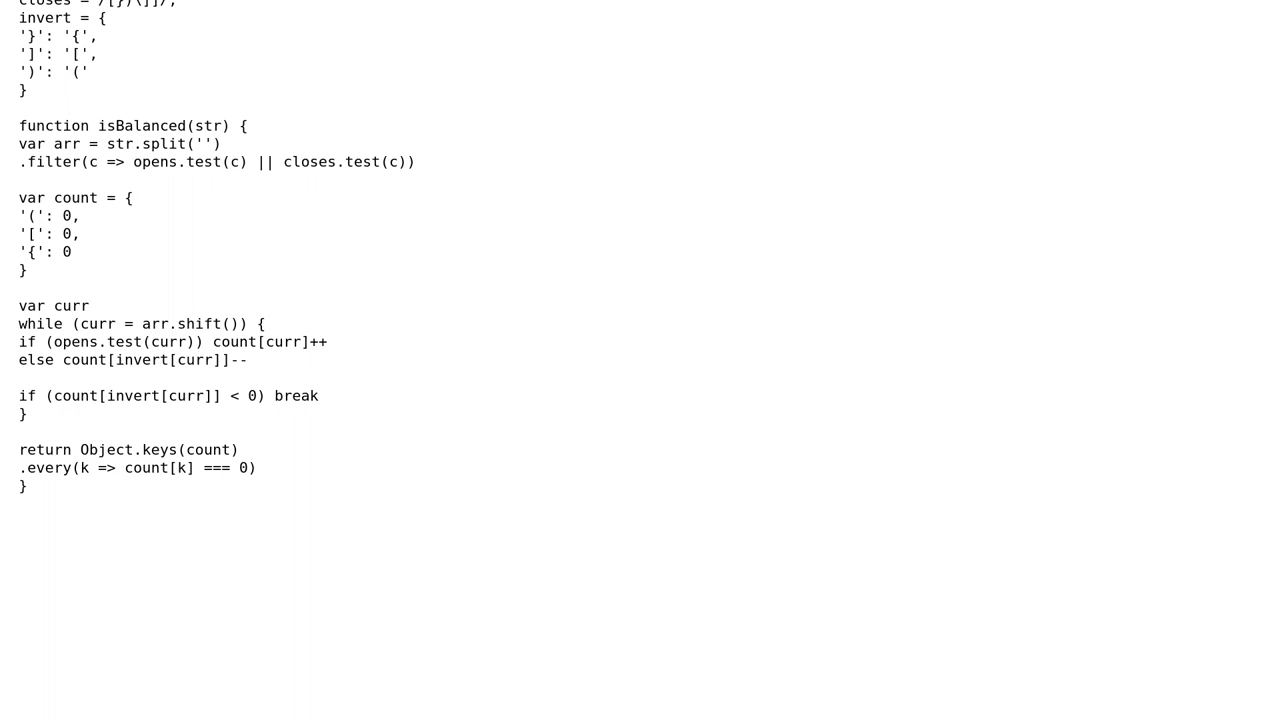 closes = /[})\]]/,
invert = {
'}': '{',
']': '[',
')': '('
}
function isBalanced(str) {
var arr = str.split('')
.filter(c => opens.test(c) || closes.test(c))
var count = {
'(': 0,
'[': 0,
'{': 0
}
var curr
while (curr = arr.shift()) {
if (opens.test(curr)) count[curr]++
else count[invert[curr]]--
if (count[invert[curr]] < 0) break
}
return Object.keys(count)
.every(k => count[k] === 0)
}